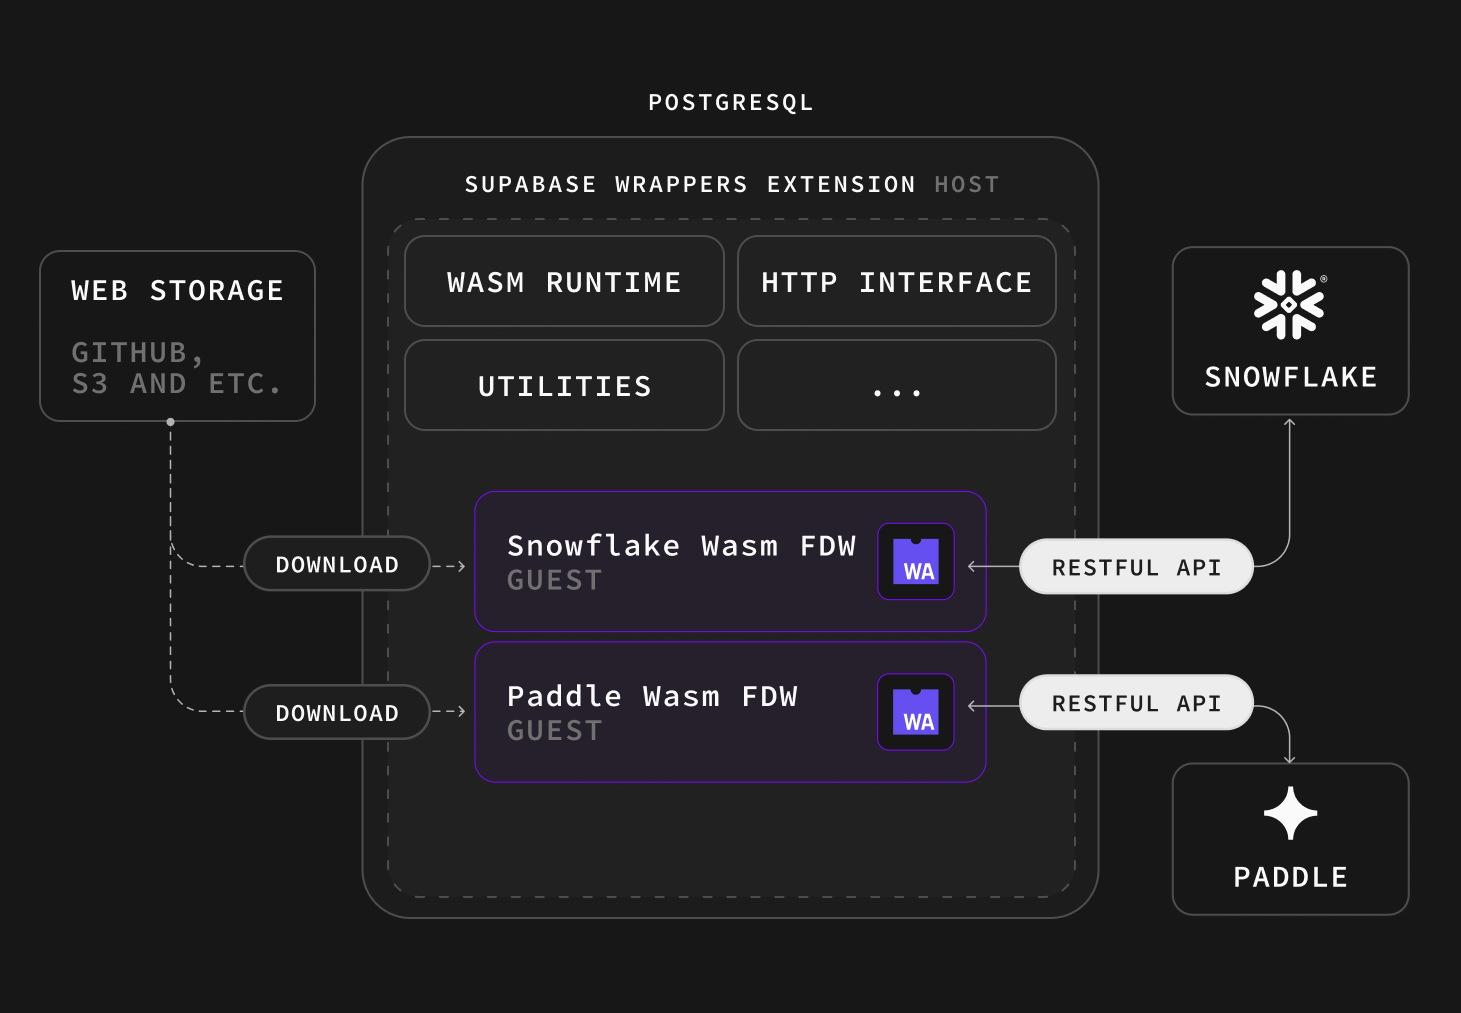 POSTGRESQL
SUPABASE WRAPPERS EXTENSION HOST
WEB STORAGE
GITHUB,
S3 AND ETC.
WASM RUNTIME
HTTP INTERFACE
UTILITIES
...
®
SNOWFLAKE
DOWNLOAD
Snowflake Wasm FDW
GUEST
WA
RESTFUL API
DOWNLOAD
Paddle Wasm FDW
GUEST
WA
RESTFUL API
PADDLE